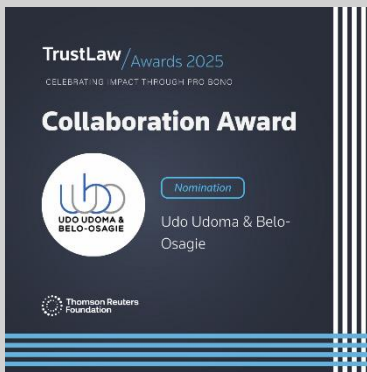 TrustLaw/Awards 2025
CELEBRATING IMPACT THROUGH PRO BONO
Collaboration Award
ubo
UDO UDOMA &
BELO-OSAGIE
Nomination
Udo Udoma & Belo-
Osagie
Thomson Reuters
Foundation